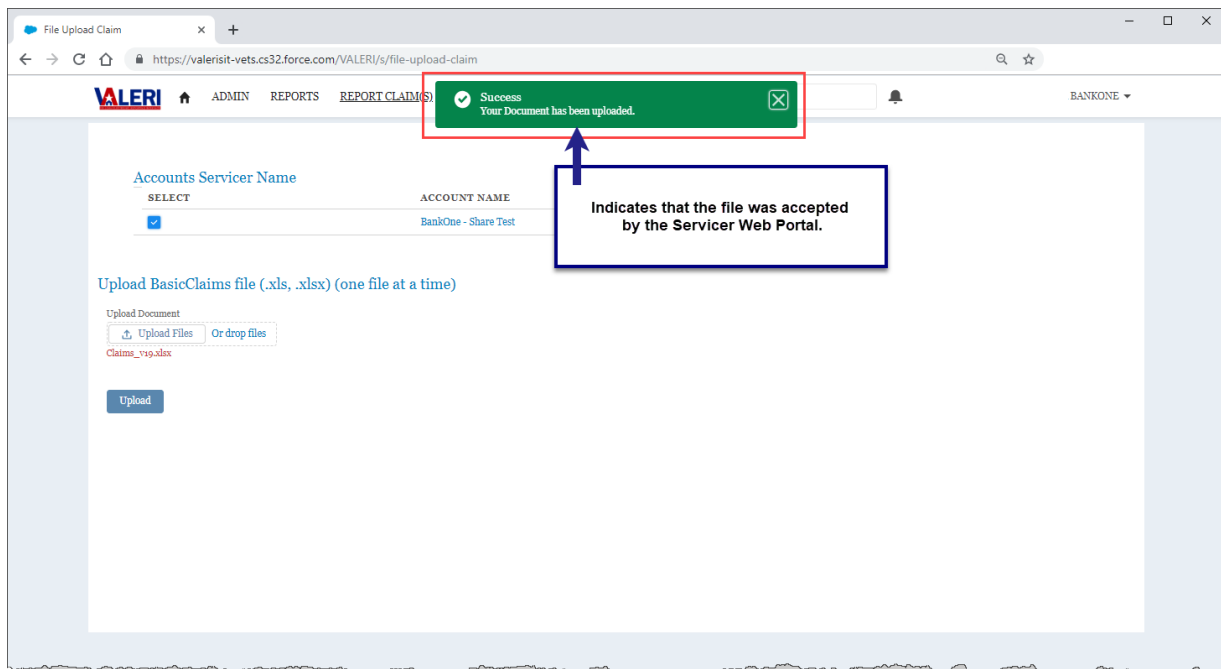 File Upload Claim
https://valerisit-vets.cs32.force.com/VALERI/s/file-upload-claim
VALERI ADMIN REPORTS REPORT CLAIM(S) BANKONE
Success
Your Document has been uploaded.
Accounts Servicer Name
SELECT ACCOUNT NAME
BankOne - Share Test
Indicates that the file was accepted
by the Servicer Web Portal.
Upload BasicClaims file (.xls, .xlsx) (one file at a time)
Upload Document
Upload Files Or drop files
Claims_v19.xlsx
Upload